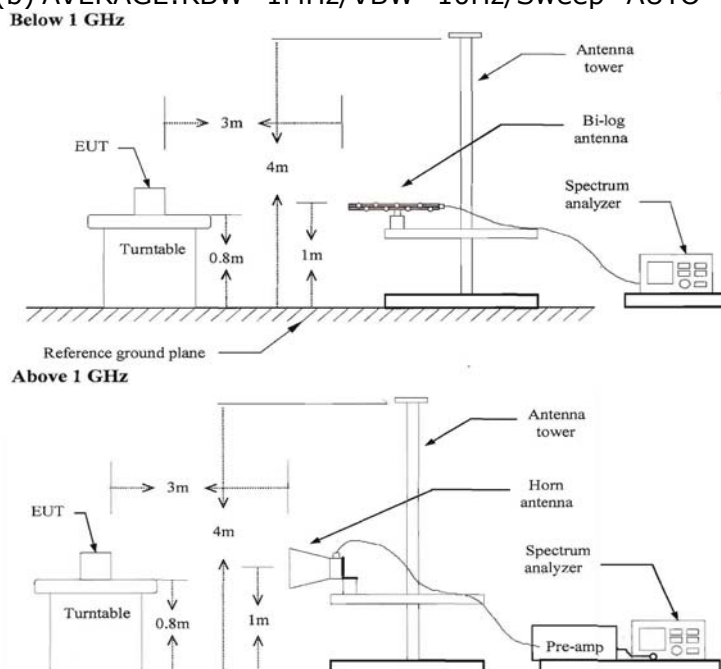 (b) AVERAGE:RBW=1MHz/VBW=10Hz/Sweep=AUTO
Below 1 GHz
Antenna
tower
3m
EUT
4m
Bi-log
antenna
Spectrum
analyzer
Turntable
0.8m
1m
Reference ground plane
Above 1 GHz
Antenna
tower
3m
EUT
4m
Horn
antenna
Spectrum
analyzer
Turntable
0.8m
1m
Pre-amp